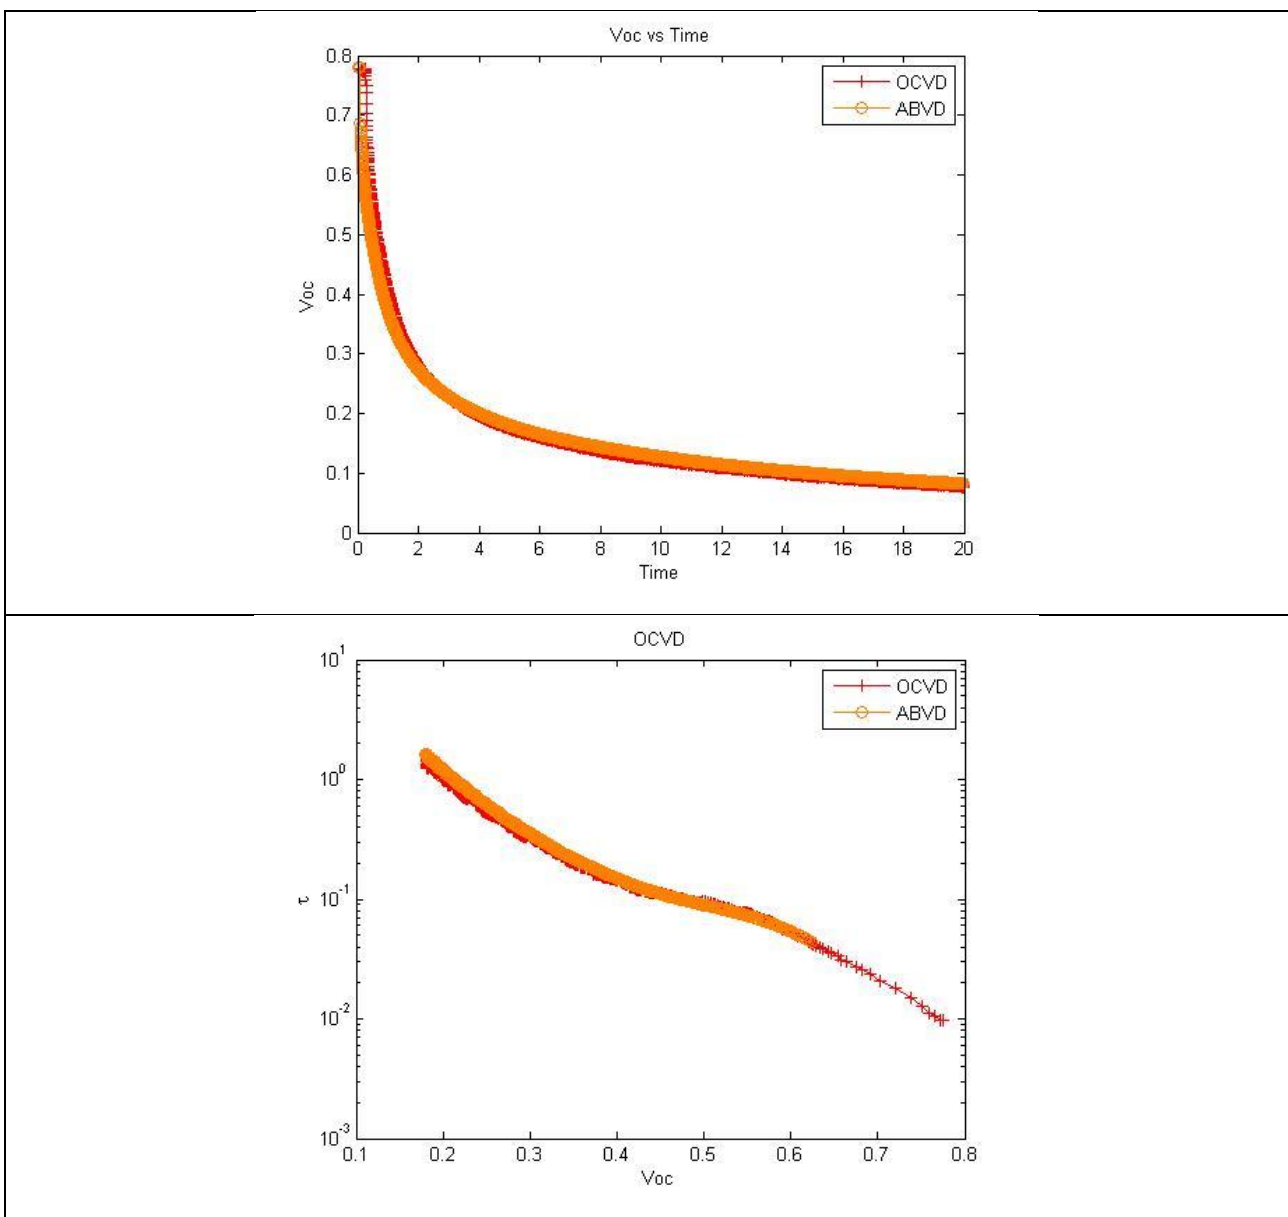 Voc vs Time
0.8
0.7
0.6
0.5
0.4
0.3
0.2
0.1
0
Voc
OCVD
ABVD
0 2 4 6 8 10 12 14 16 18 20
Time
OCVD
10^1
10^0
10^-1
10^-2
10^-3
τ
OCVD
ABVD
0.1 0.2 0.3 0.4 0.5 0.6 0.7 0.8
Voc